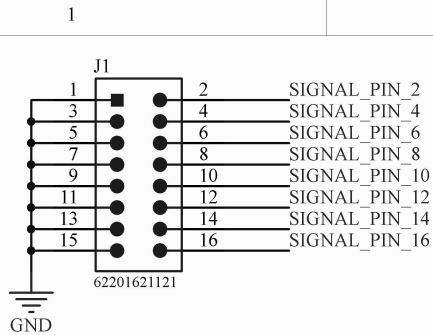 1
J1
1 2 SIGNAL_PIN_2
3 4 SIGNAL_PIN_4
5 6 SIGNAL_PIN_6
7 8 SIGNAL_PIN_8
9 10 SIGNAL_PIN_10
11 12 SIGNAL_PIN_12
13 14 SIGNAL_PIN_14
15 16 SIGNAL_PIN_16
62201621121
GND